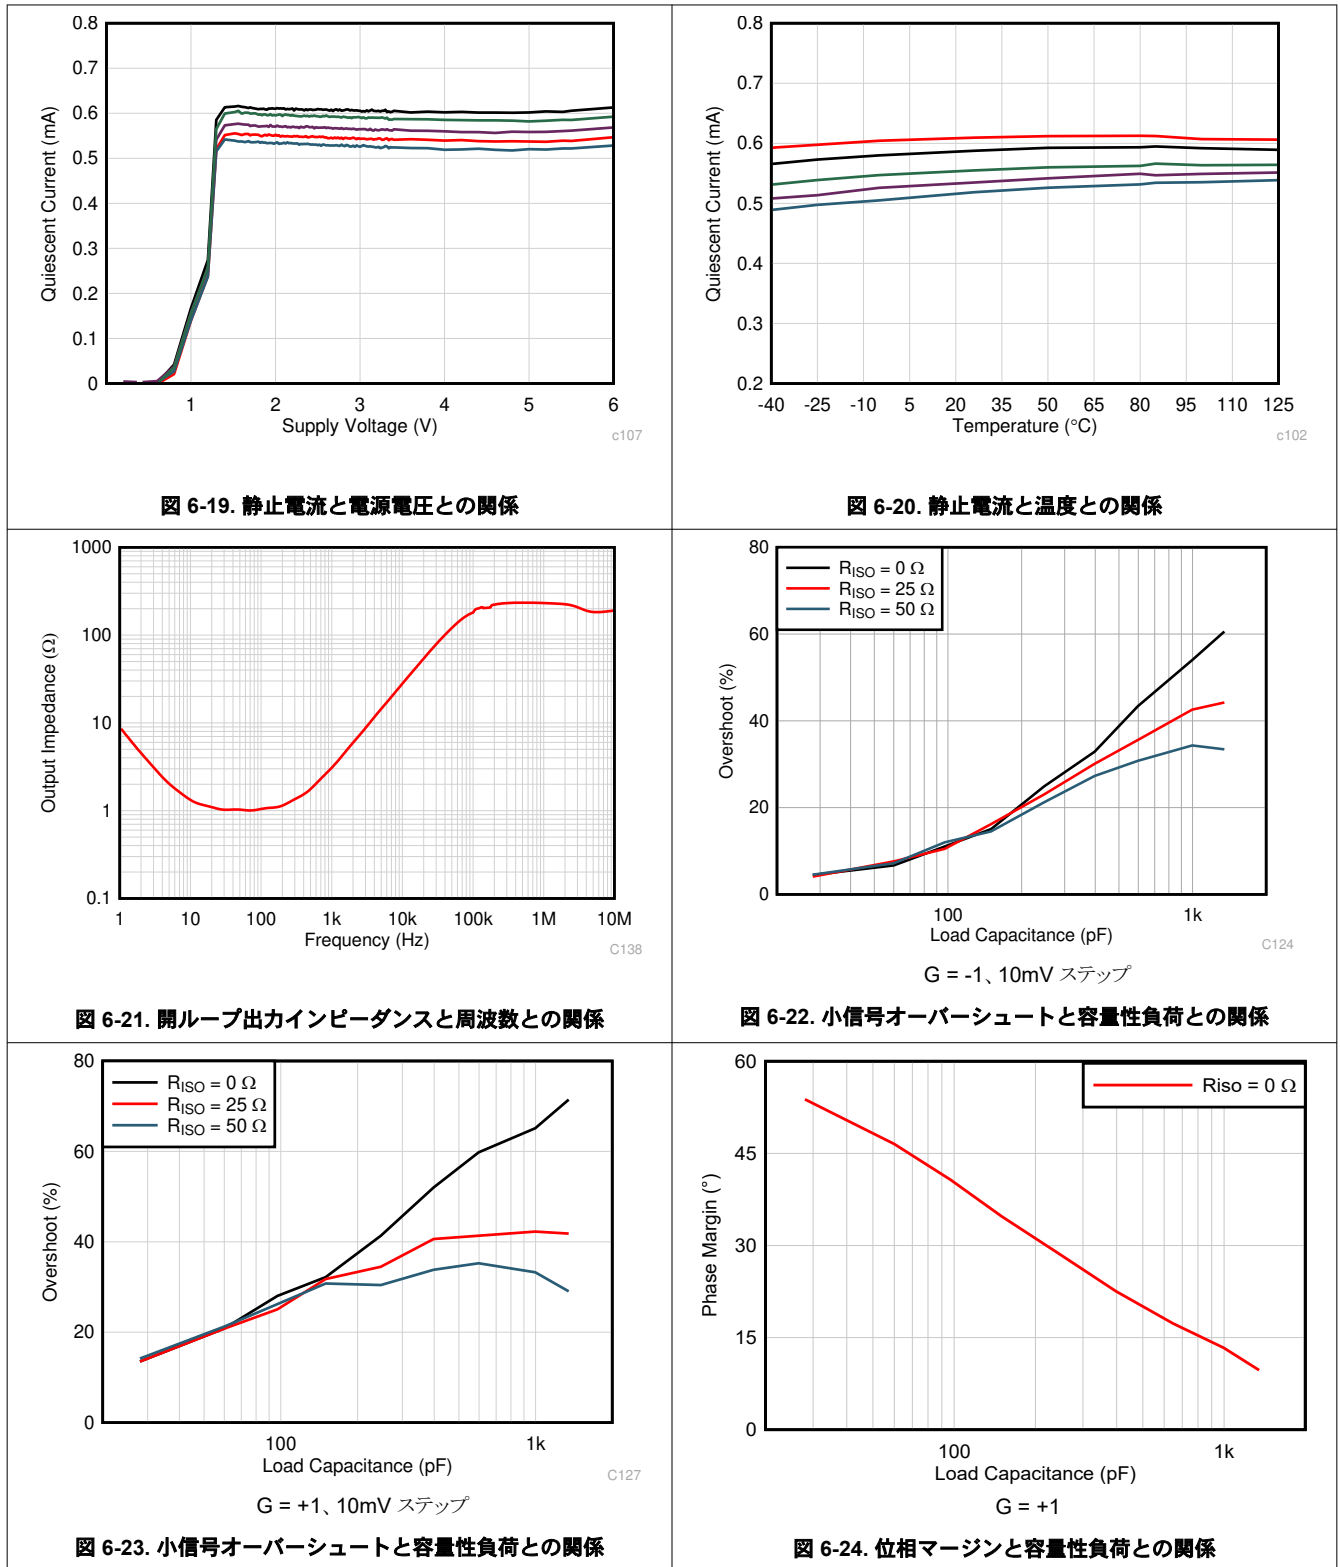 0.8
0.7
0.6
0.5
0.4
0.3
0.2
0.1
0
Quiescent Current (mA)
1 2 3 4 5 6
Supply Voltage (V)
c107
図 6-19. 静止電流と電源電圧との関係
0.8
0.7
0.6
0.5
0.4
0.3
0.2
Quiescent Current (mA)
-40 -25 -10 5 20 35 50 65 80 95 110 125
Temperature (°C)
c102
図 6-20. 静止電流と温度との関係
1000
100
10
1
0.1
Output Impedance (Ω)
1 10 100 1k 10k 100k 1M 10M
Frequency (Hz)
C138
図 6-21. 開ループ出力インピーダンスと周波数との関係
80
60
40
20
0
Overshoot (%)
RISO = 0 Ω
RISO = 25 Ω
RISO = 50 Ω
100 1k
Load Capacitance (pF)
C124
G = -1、10mV ステップ
図 6-22. 小信号オーバーシュートと容量性負荷との関係
80
60
40
20
0
Overshoot (%)
RISO = 0 Ω
RISO = 25 Ω
RISO = 50 Ω
100 1k
Load Capacitance (pF)
C127
G = +1、10mV ステップ
図 6-23. 小信号オーバーシュートと容量性負荷との関係
60
45
30
15
0
Phase Margin (°)
Riso = 0 Ω
100 1k
Load Capacitance (pF)
G = +1
図 6-24. 位相マージンと容量性負荷との関係